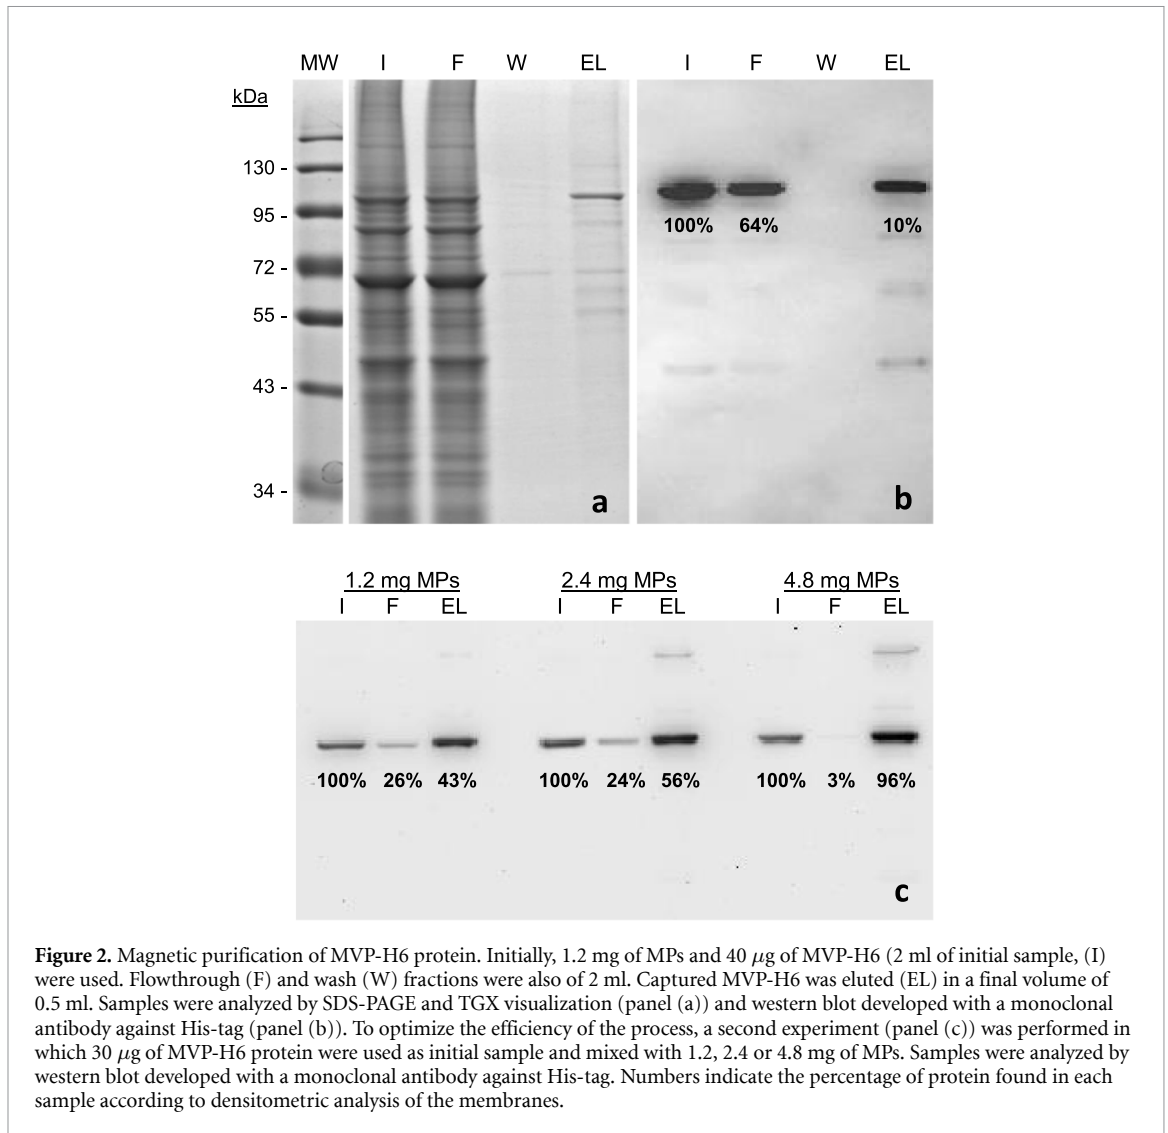 MW I F W EL I F W EL
kDa
130 -
95 -
72 -
55 -
43 -
34 -
100% 64% 10%
a b
1.2 mg MPs 2.4 mg MPs 4.8 mg MPs
I F EL I F EL I F EL
100% 26% 43% 100% 24% 56% 100% 3% 96%
c
Figure 2. Magnetic purification of MVP-H6 protein. Initially, 1.2 mg of MPs and 40 μg of MVP-H6 (2 ml of initial sample, (I)
were used. Flowthrough (F) and wash (W) fractions were also of 2 ml. Captured MVP-H6 was eluted (EL) in a final volume of
0.5 ml. Samples were analyzed by SDS-PAGE and TGX visualization (panel (a)) and western blot developed with a monoclonal
antibody against His-tag (panel (b)). To optimize the efficiency of the process, a second experiment (panel (c)) was performed in
which 30 μg of MVP-H6 protein were used as initial sample and mixed with 1.2, 2.4 or 4.8 mg of MPs. Samples were analyzed by
western blot developed with a monoclonal antibody against His-tag. Numbers indicate the percentage of protein found in each
sample according to densitometric analysis of the membranes.